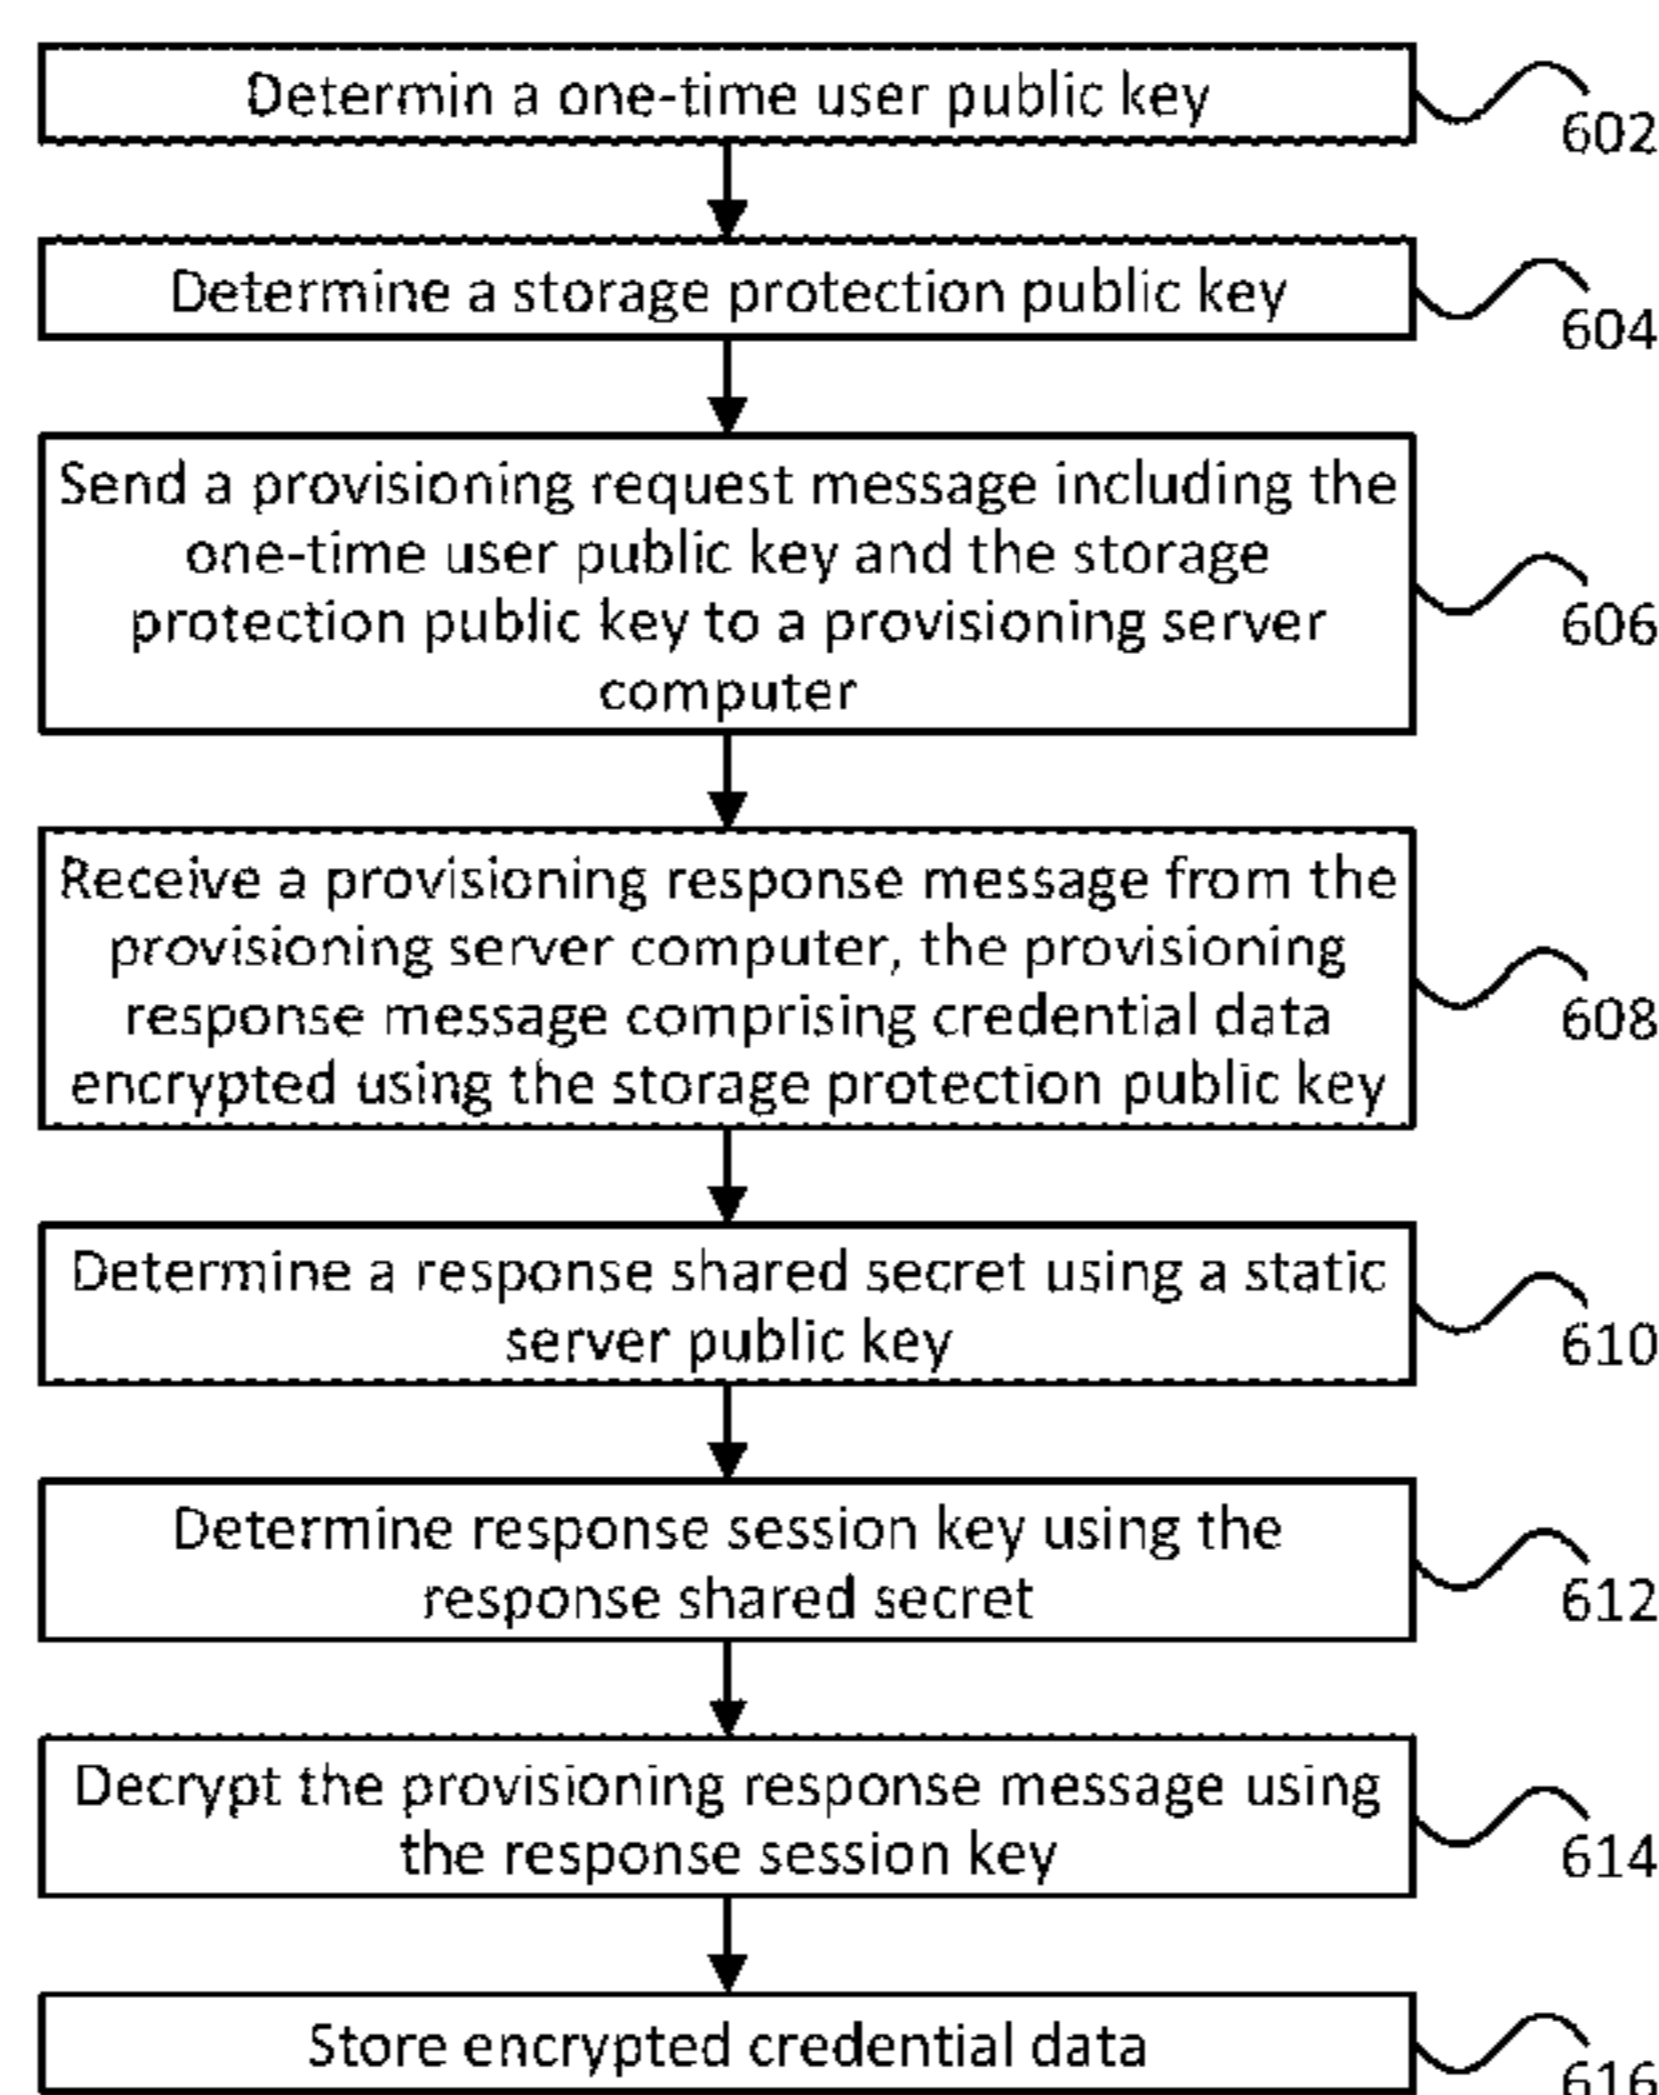 Determin a one-time user public key
602
Determine a storage protection public key
604
Send a provisioning request message including the
one-time user public key and the storage
protection public key to a provisioning server
computer
606
Receive a provisioning response message from the
provisioning server computer, the provisioning
response message comprising credential data
encrypted using the storage protection public key
608
Determine a response shared secret using a static
server public key
610
Determine response session key using the
response shared secret
612
Decrypt the provisioning response message using
the response session key
614
Store encrypted credential data
616